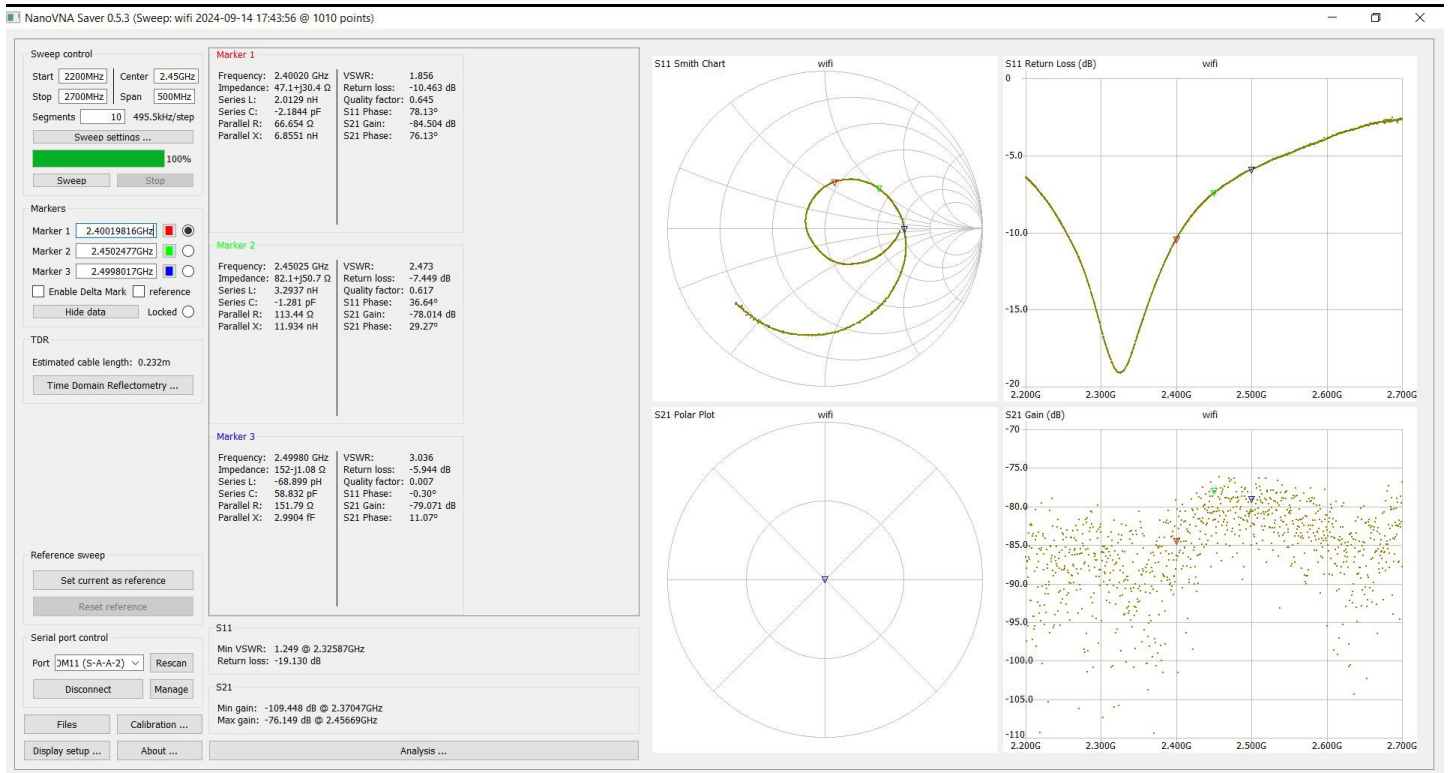 NanoVNA Saver 0.5.3 (Sweep: wifi 2024-09-14 17:43:56 @ 1010 points)
Sweep control
Start 2200MHz Center 2.45GHz
Stop 2700MHz Span 500MHz
Segments 10 495.5kHz/step
Sweep settings ...
100%
Sweep Stop
Markers
Marker 1 2.40019816GHz
Marker 2 2.4502477GHz
Marker 3 2.4998017GHz
Enable Delta Mark reference
Hide data Locked
TDR
Estimated cable length: 0.232m
Time Domain Reflectometry ...
Reference sweep
Set current as reference
Reset reference
Serial port control
Port )M11 (S-A-A-2) Rescan
Disconnect Manage
Files Calibration ...
Display setup ... About ...
Marker 1
Frequency: 2.40020 GHz VSWR: 1.856
Impedance: 47.1+j30.4 Ω Return loss: -10.463 dB
Series L: 2.0129 nH Quality factor: 0.645
Series C: -2.1844 pF S11 Phase: 78.13°
Parallel R: 66.654 Ω S21 Gain: -84.504 dB
Parallel X: 6.8551 nH S21 Phase: 76.13°
Marker 2
Frequency: 2.45025 GHz VSWR: 2.473
Impedance: 82.1+j50.7 Ω Return loss: -7.449 dB
Series L: 3.2937 nH Quality factor: 0.617
Series C: -1.281 pF S11 Phase: 36.64°
Parallel R: 113.44 Ω S21 Gain: -78.014 dB
Parallel X: 11.934 nH S21 Phase: 29.27°
Marker 3
Frequency: 2.49980 GHz VSWR: 3.036
Impedance: 152-j1.08 Ω Return loss: -5.944 dB
Series L: -68.899 pH Quality factor: 0.007
Series C: 58.832 pF S11 Phase: -0.30°
Parallel R: 151.79 Ω S21 Gain: -79.071 dB
Parallel X: 2.9904 fF S21 Phase: 11.07°
S11
Min VSWR: 1.249 @ 2.32587GHz
Return loss: -19.130 dB
S21
Min gain: -109.448 dB @ 2.37047GHz
Max gain: -76.149 dB @ 2.45669GHz
Analysis ...
S11 Smith Chart wifi
S11 Return Loss (dB) wifi
0
-5.0
-10.0
-15.0
-20
2.200G 2.300G 2.400G 2.500G 2.600G 2.700G
S21 Polar Plot wifi
S21 Gain (dB) wifi
-70
-75.0
-80.0
-85.0
-90.0
-95.0
-100.0
-105.0
-110
2.200G 2.300G 2.400G 2.500G 2.600G 2.700G